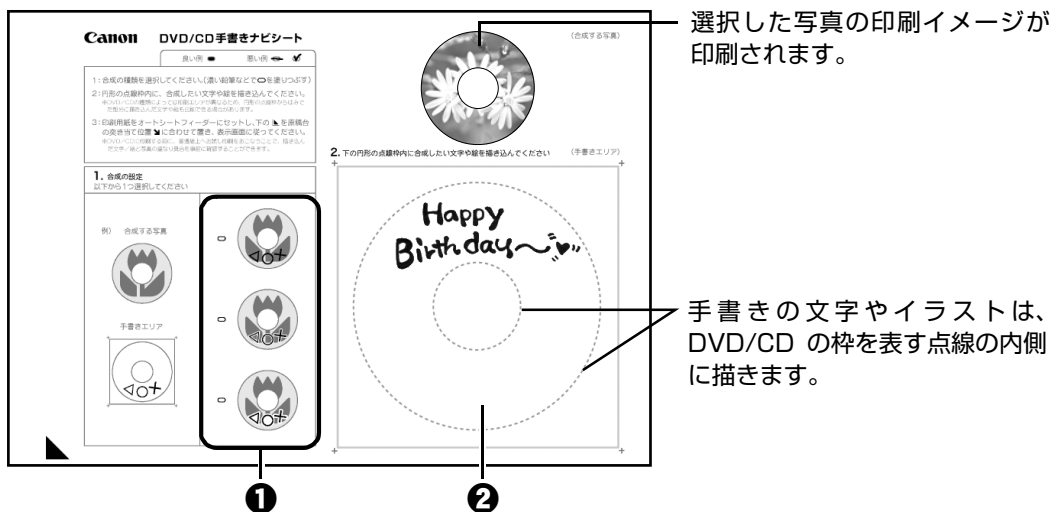 Canon DVD/CD手書きナビシート
良い例 悪い例
1:合成の種類を選択してください。(濃い鉛筆などで⬭を塗りつぶす)
2:円形の点線枠内に、合成したい文字や絵を描き込んでください。
3:印刷用紙をオートシートフィーダーにセットし、下の◣を原稿台
の突き当て位置に合わせて置き、表示画面に従ってください。
1. 合成の設定
以下から1つ選択してください
例) 合成する写真
手書きエリア
(合成する写真)
2. 下の円形の点線枠内に合成したい文字や絵を描き込んでください (手書きエリア)
Happy
Birthday〜
選択した写真の印刷イメージが
印刷されます。
手書きの文字やイラストは、
DVD/CD の枠を表す点線の内側
に描きます。
❶ ❷